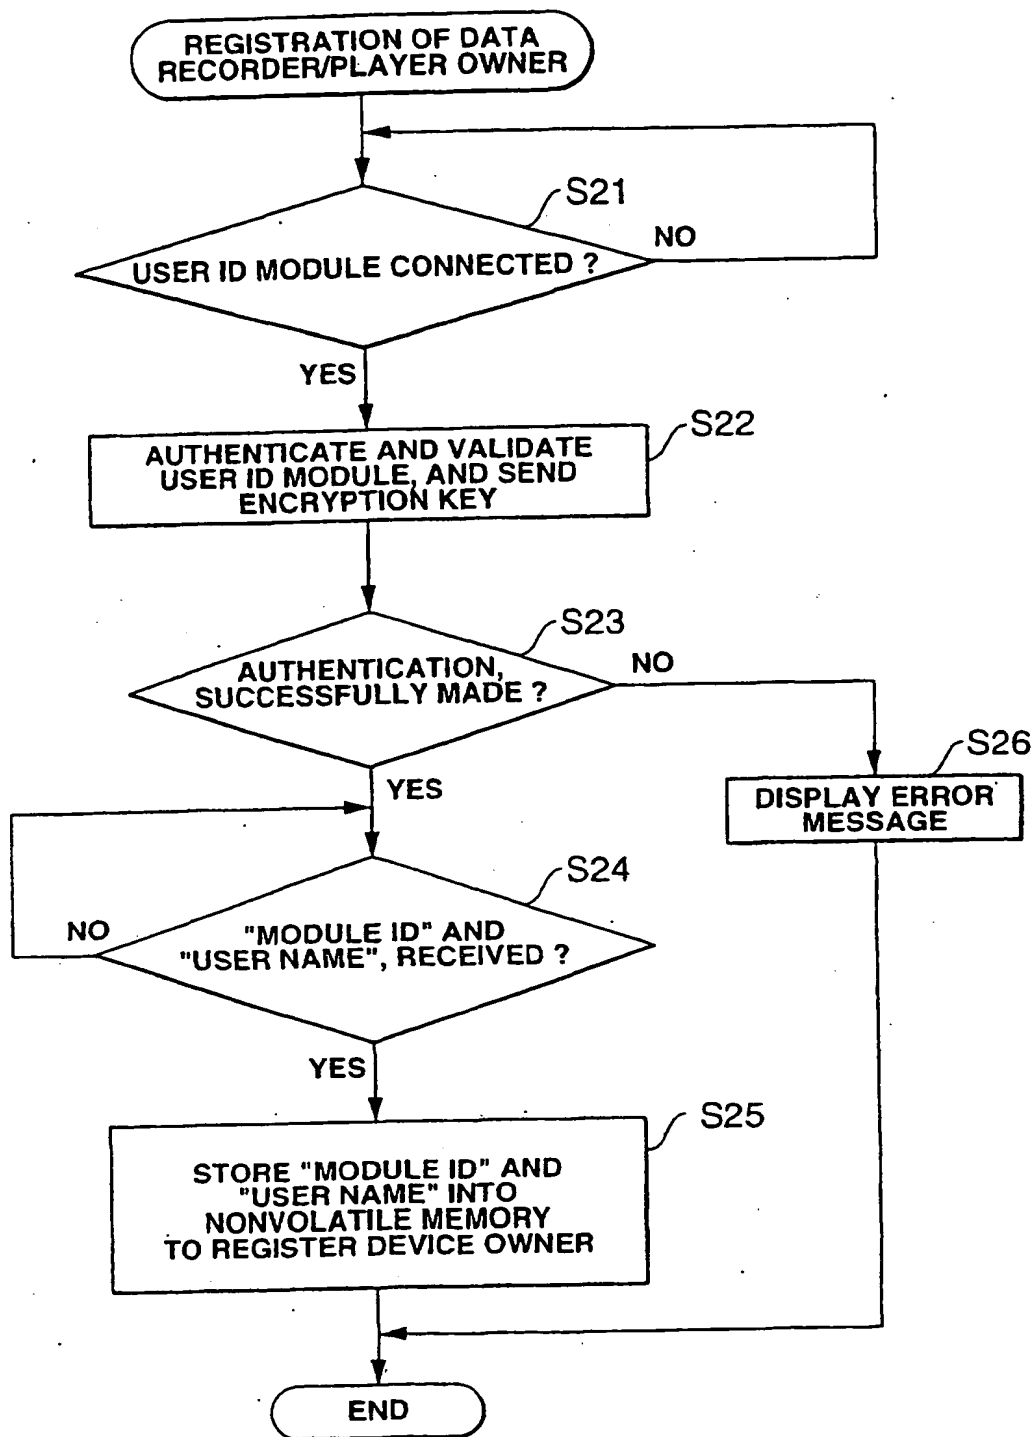 REGISTRATION OF DATA
RECORDER/PLAYER OWNER
S21
NO
USER ID MODULE CONNECTED ?
YES
S22
AUTHENTICATE AND VALIDATE
USER ID MODULE, AND SEND
ENCRYPTION KEY
S23
NO
AUTHENTICATION,
SUCCESSFULLY MADE ?
S26
YES
DISPLAY ERROR
MESSAGE
S24
NO
"MODULE ID" AND
"USER NAME", RECEIVED ?
YES
S25
STORE "MODULE ID" AND
"USER NAME" INTO
NONVOLATILE MEMORY
TO REGISTER DEVICE OWNER
END